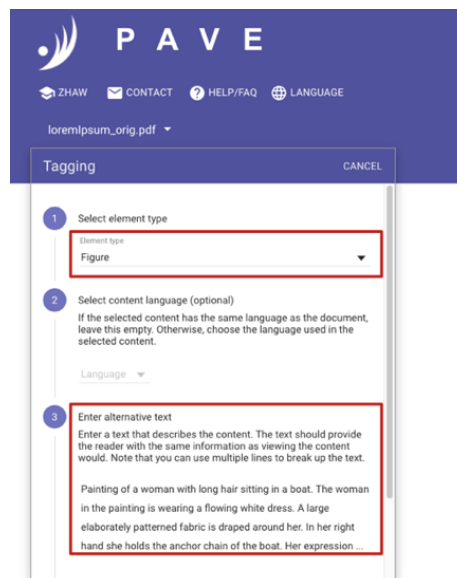 P A V E
ZHAW CONTACT HELP/FAQ LANGUAGE
loremIpsum_orig.pdf
Tagging CANCEL
1 Select element type
Element type
Figure
2 Select content language (optional)
If the selected content has the same language as the document,
leave this empty. Otherwise, choose the language used in the
selected content.
Language
3 Enter alternative text
Enter a text that describes the content. The text should provide
the reader with the same information as viewing the content
would. Note that you can use multiple lines to break up the text.
Painting of a woman with long hair sitting in a boat. The woman
in the painting is wearing a flowing white dress. A large
elaborately patterned fabric is draped around her. In her right
hand she holds the anchor chain of the boat. Her expression ...